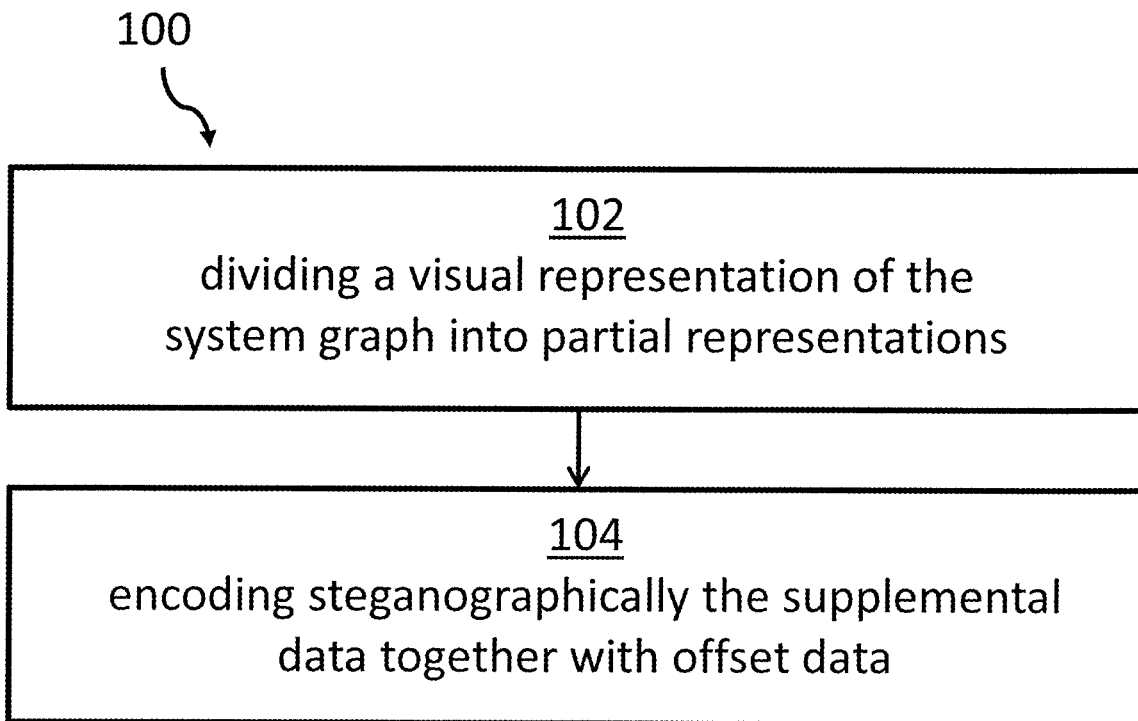 100
102
dividing a visual representation of the
system graph into partial representations
104
encoding steganographically the supplemental
data together with offset data